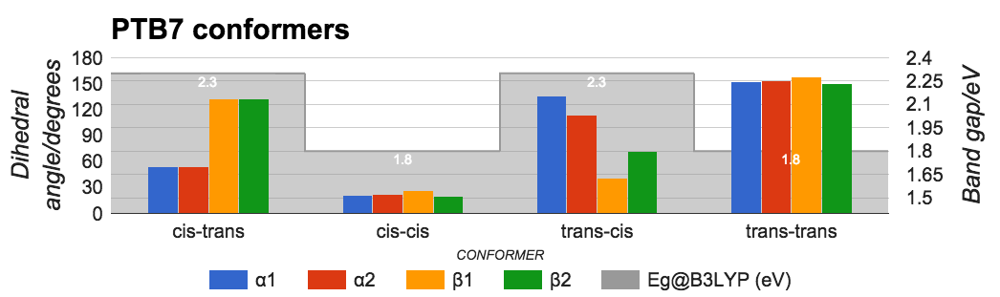 PTB7 conformers
Dihedral
angle/degrees
180
150
120
90
60
30
0
2.3
1.8
2.3
1.8
2.4
2.25
2.1
1.95
1.8
1.65
1.5
Band gap/eV
cis-trans
cis-cis
trans-cis
trans-trans
CONFORMER
α1
α2
β1
β2
Eg@B3LYP (eV)